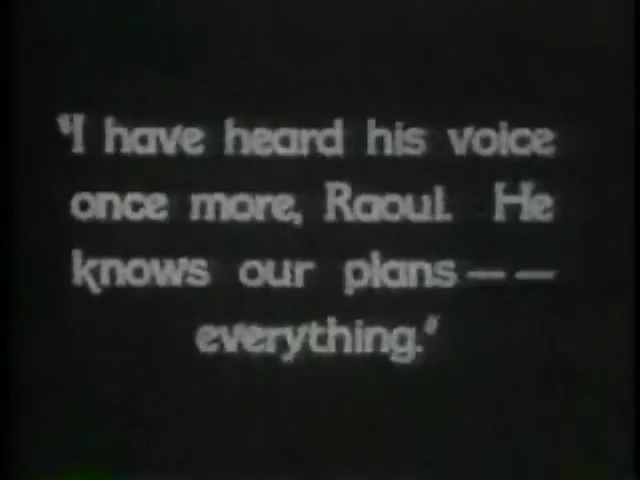 "I have heard his voice
once more, Raoul. He
knows our plans — —
everything."